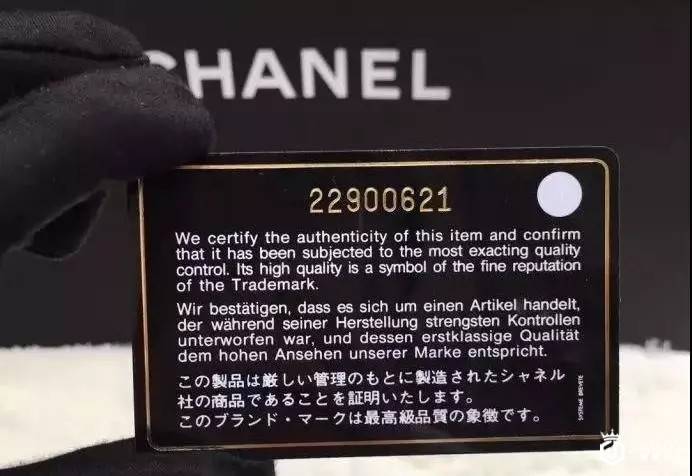 CHANEL
22900621
We certify the authenticity of this item and confirm
that it has been subjected to the most exacting quality
control. Its high quality is a symbol of the fine reputation
of the Trademark.
Wir bestätigen, dass es sich um einen Artikel handelt,
der während seiner Herstellung strengsten Kontrollen
unterworfen war, und dessen erstklassige Qualität
dem hohen Ansehen unserer Marke entspricht.
この製品は厳しい管理のもとに製造されたシャネル
社の商品であることを証明いたします。
このブランド・マークは最高級品質の象徴です。
SYSTEME BREVETE